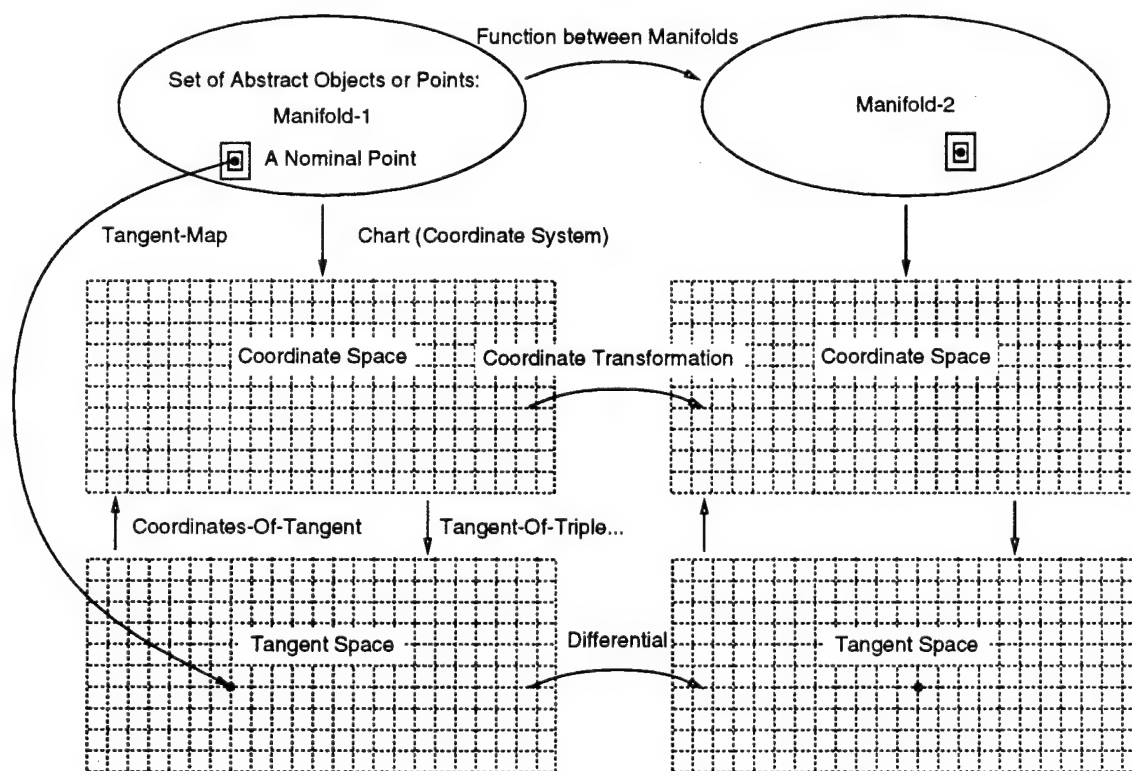 Function between Manifolds
Set of Abstract Objects or Points:
Manifold-1
Manifold-2
A Nominal Point
Tangent-Map
Chart (Coordinate System)
Coordinate Space
Coordinate Transformation
Coordinate Space
Coordinates-Of-Tangent
Tangent-Of-Triple...
Tangent Space
Differential
Tangent Space